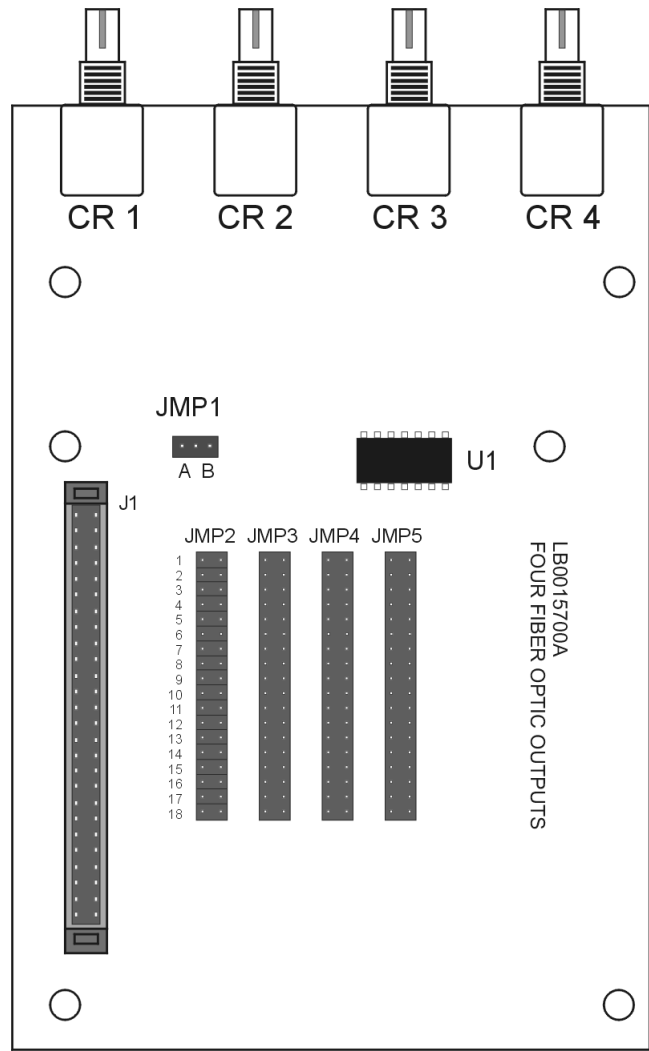 CR 1 CR 2 CR 3 CR 4
JMP1
A B
U1
J1
JMP2 JMP3 JMP4 JMP5
1
2
3
4
5
6
7
8
9
10
11
12
13
14
15
16
17
18
LB0015700A
FOUR FIBER OPTIC OUTPUTS